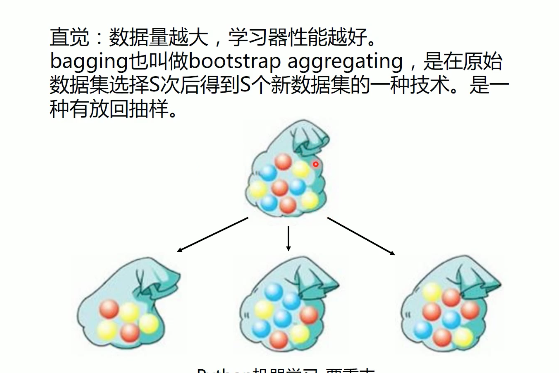 直觉：数据量越大，学习器性能越好。
bagging也叫做bootstrap aggregating，是在原始
数据集选择S次后得到S个新数据集的一种技术。是一
种有放回抽样。